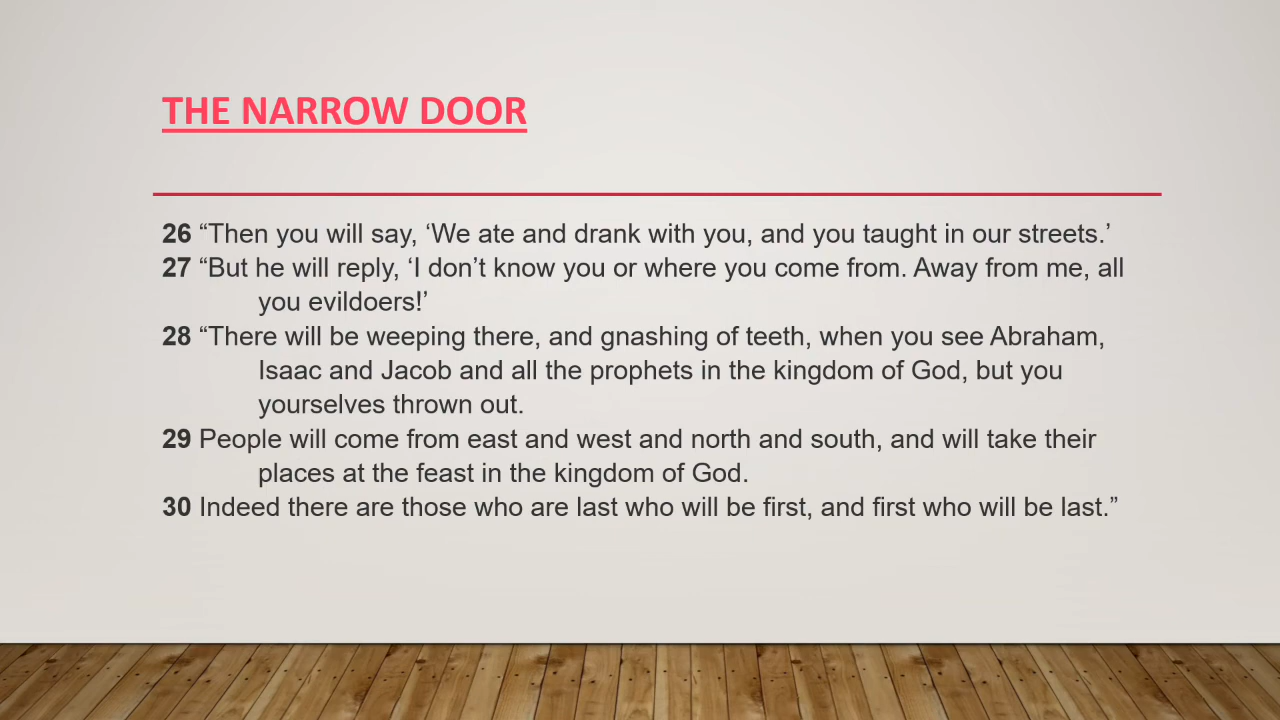 THE NARROW DOOR
26 “Then you will say, ‘We ate and drank with you, and you taught in our streets.’
27 “But he will reply, ‘I don’t know you or where you come from. Away from me, all
you evildoers!’
28 “There will be weeping there, and gnashing of teeth, when you see Abraham,
Isaac and Jacob and all the prophets in the kingdom of God, but you
yourselves thrown out.
29 People will come from east and west and north and south, and will take their
places at the feast in the kingdom of God.
30 Indeed there are those who are last who will be first, and first who will be last.”